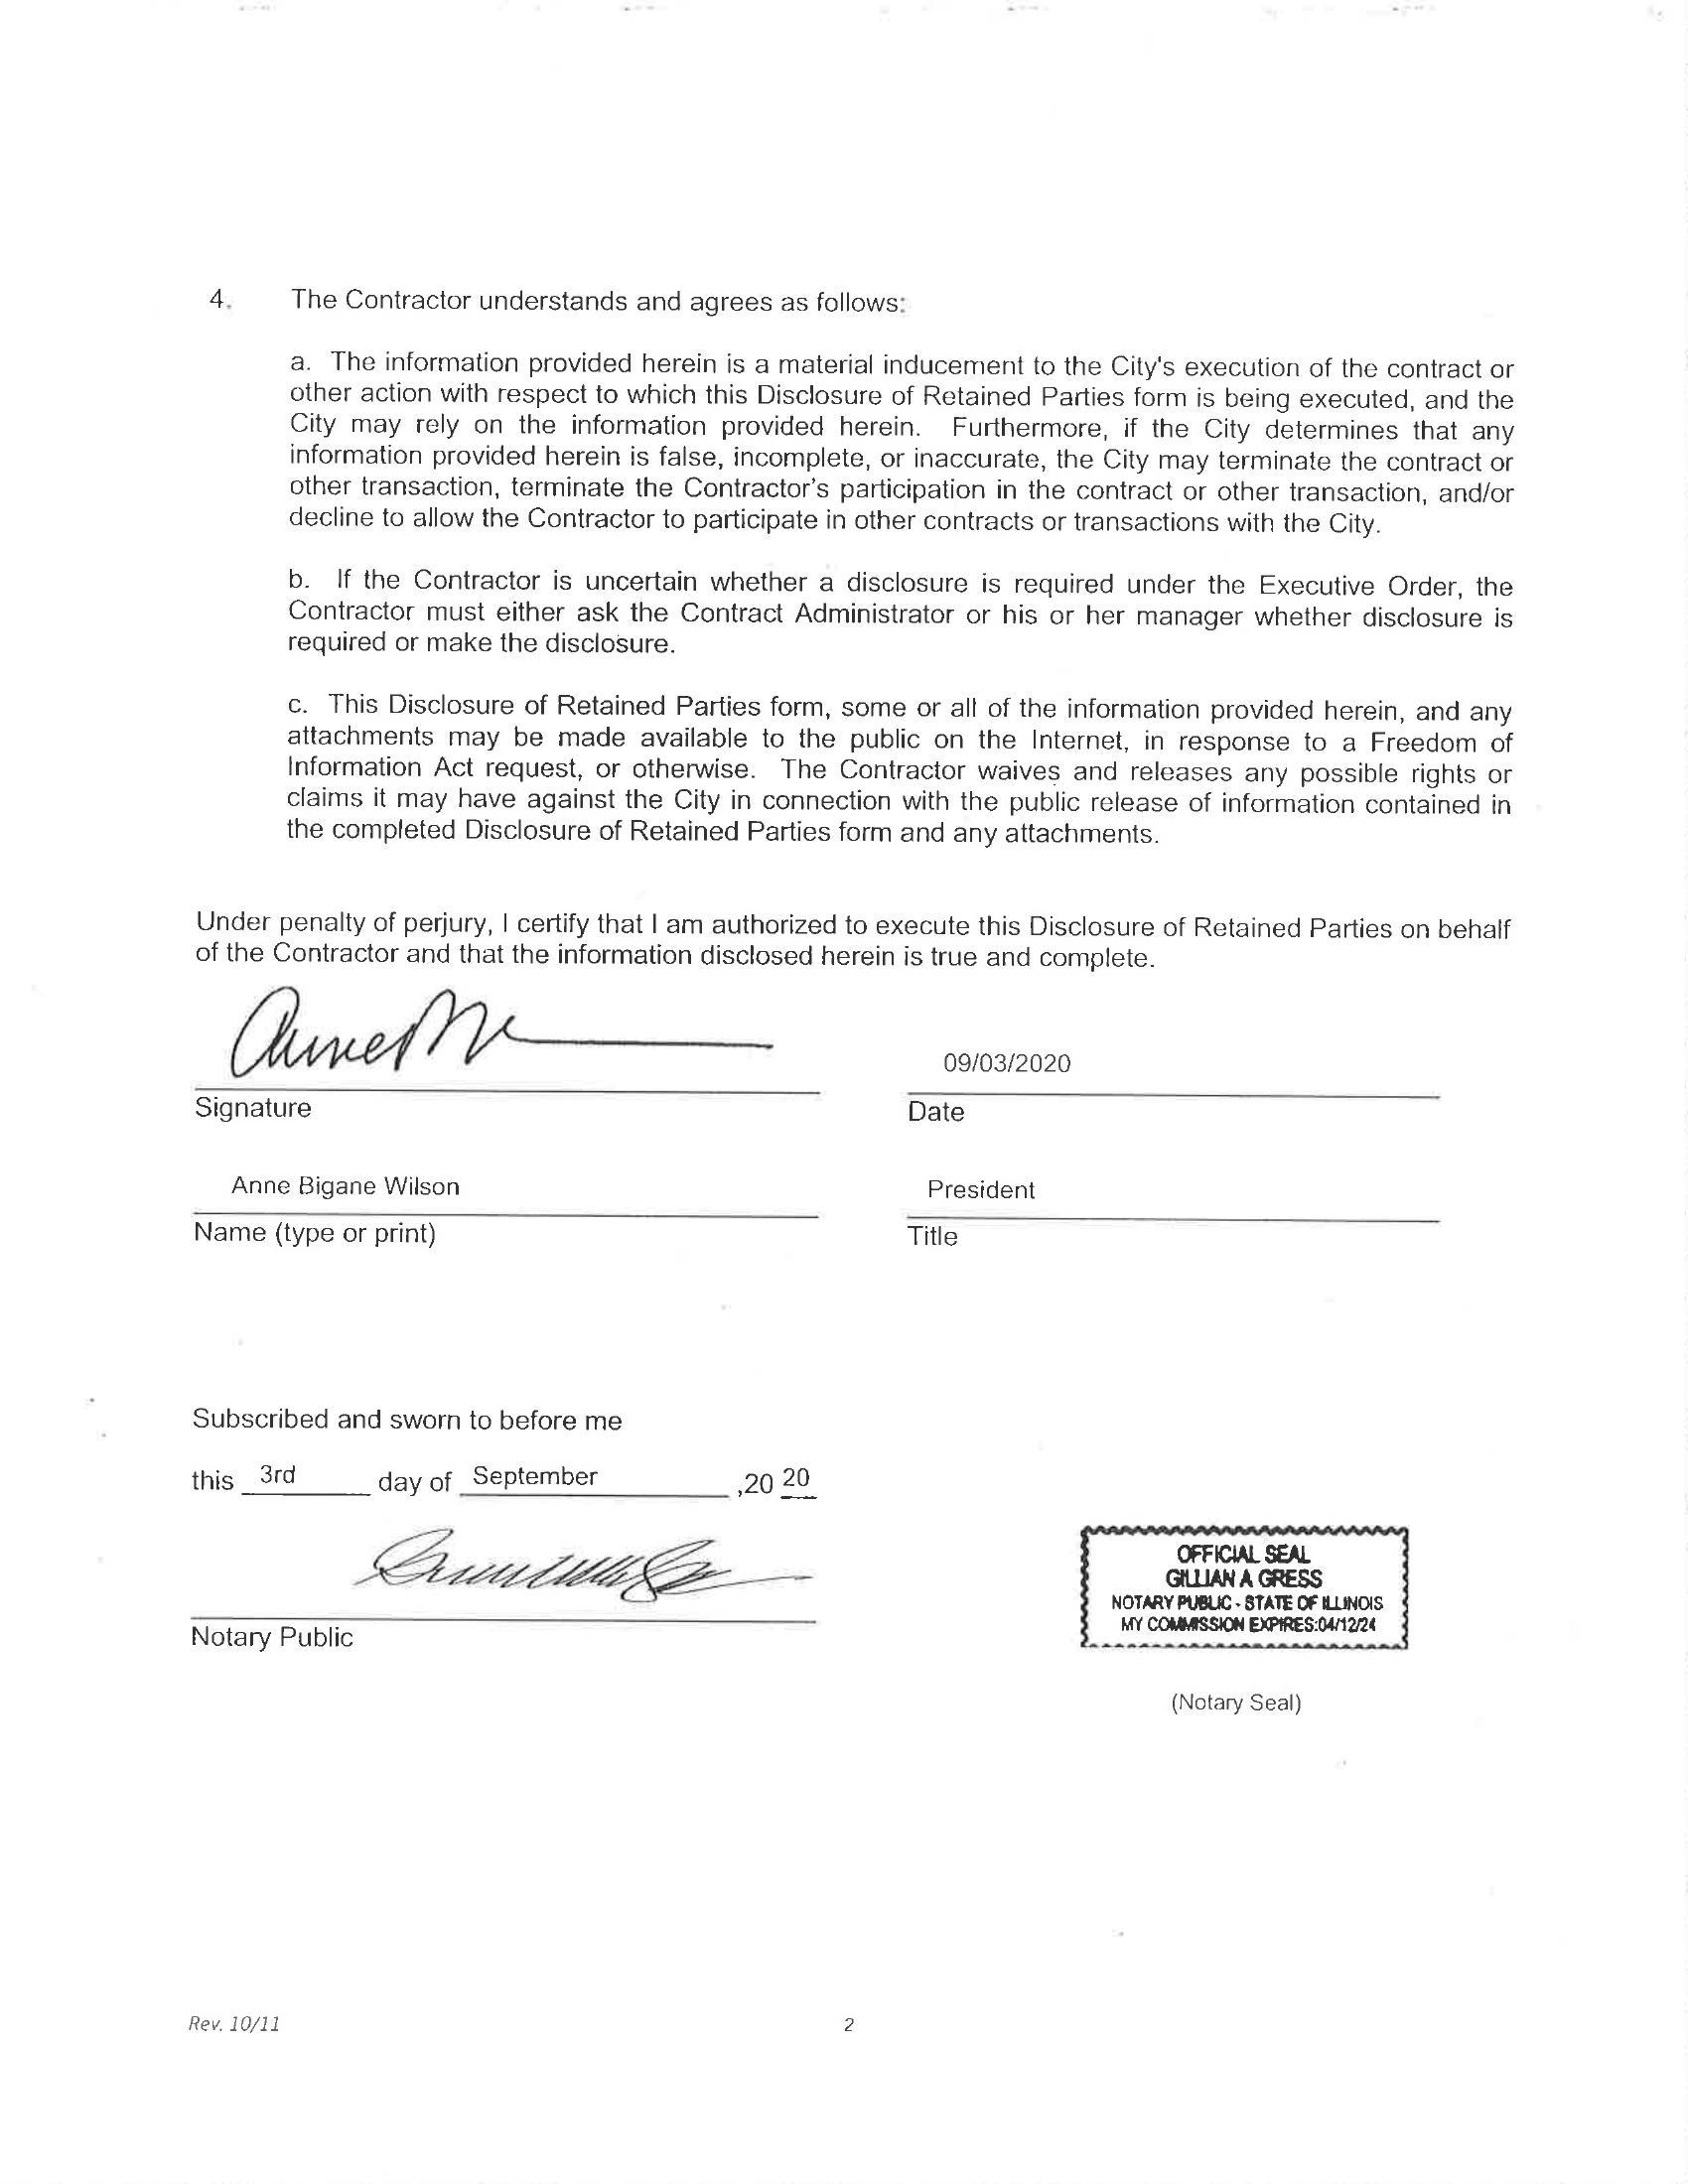 4. The Contractor understands and agrees as follows:
a. The information provided herein is a material inducement to the City's execution of the contract or
other action with respect to which this Disclosure of Retained Parties form is being executed, and the
City may rely on the information provided herein. Furthermore, if the City determines that any
information provided herein is false, incomplete, or inaccurate, the City may terminate the contract or
other transaction, terminate the Contractor's participation in the contract or other transaction, and/or
decline to allow the Contractor to participate in other contracts or transactions with the City.
b. If the Contractor is uncertain whether a disclosure is required under the Executive Order, the
Contractor must either ask the Contract Administrator or his or her manager whether disclosure is
required or make the disclosure.
c. This Disclosure of Retained Parties form, some or all of the information provided herein, and any
attachments may be made available to the public on the Internet, in response to a Freedom of
Information Act request, or otherwise. The Contractor waives and releases any possible rights or
claims it may have against the City in connection with the public release of information contained in
the completed Disclosure of Retained Parties form and any attachments.
Under penalty of perjury, I certify that I am authorized to execute this Disclosure of Retained Parties on behalf
of the Contractor and that the information disclosed herein is true and complete.
09/03/2020
Signature Date
Anne Bigane Wilson President
Name (type or print) Title
Subscribed and sworn to before me
this 3rd day of September ,20 20
OFFICIAL SEAL
GILLIAN A GRESS
NOTARY PUBLIC - STATE OF ILLINOIS
MY COMMISSION EXPIRES:04/12/24
Notary Public
(Notary Seal)
Rev. 10/11 2